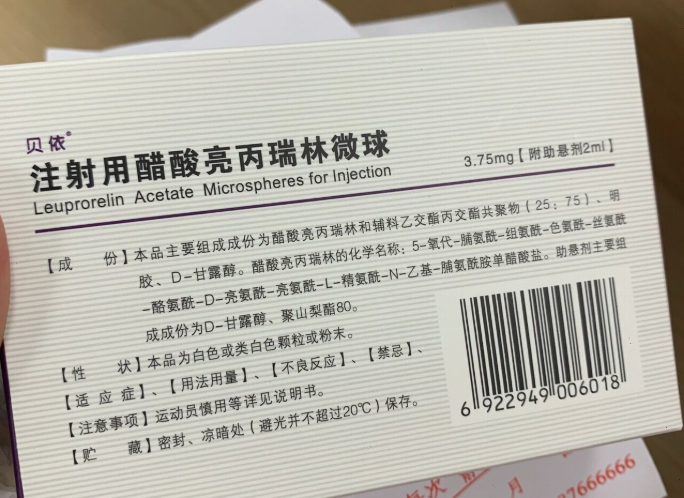 贝依®
注射用醋酸亮丙瑞林微球
Leuprorelin Acetate Microspheres for Injection
3.75mg【附助悬剂2ml】
【成 份】本品主要组成成份为醋酸亮丙瑞林和辅料乙交酯丙交酯共聚物（25：75）、明
胶、D-甘露醇。醋酸亮丙瑞林的化学名称：5-氧代-脯氨酰-组氨酰-色氨酰-丝氨酰
-酪氨酰-D-亮氨酰-亮氨酰-L-精氨酰-N-乙基-脯氨酰胺单醋酸盐。助悬剂主要组
成成份为D-甘露醇、聚山梨酯80。
【性 状】本品为白色或类白色颗粒或粉末。
【适 应 症】、【用法用量】、【不良反应】、【禁忌】、
【注意事项】运动员慎用等详见说明书。
【贮 藏】密封、凉暗处（避光并不超过20℃）保存。
6 922949 006018
次
月
7666666